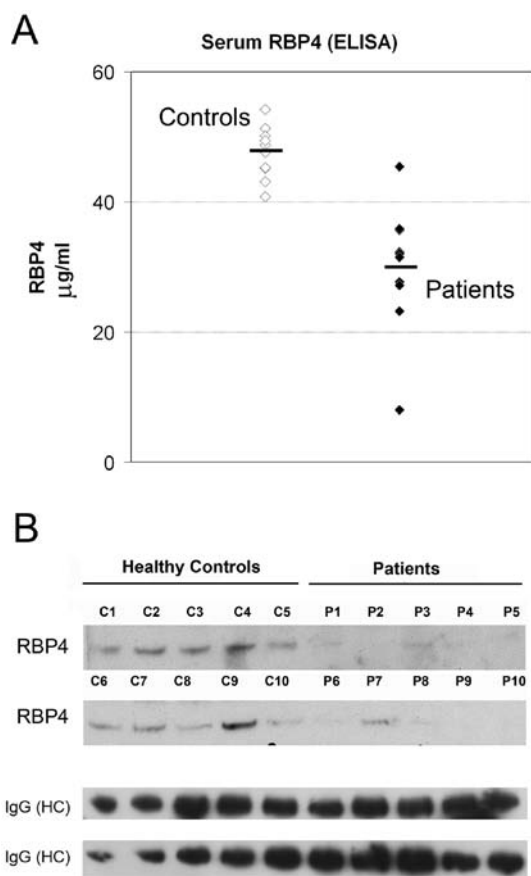 A
Serum RBP4 (ELISA)
60
Controls
40
RBP4
µg/ml
Patients
20
0
B
Healthy Controls Patients
C1 C2 C3 C4 C5 P1 P2 P3 P4 P5
RBP4
C6 C7 C8 C9 C10 P6 P7 P8 P9 P10
RBP4
IgG (HC)
IgG (HC)